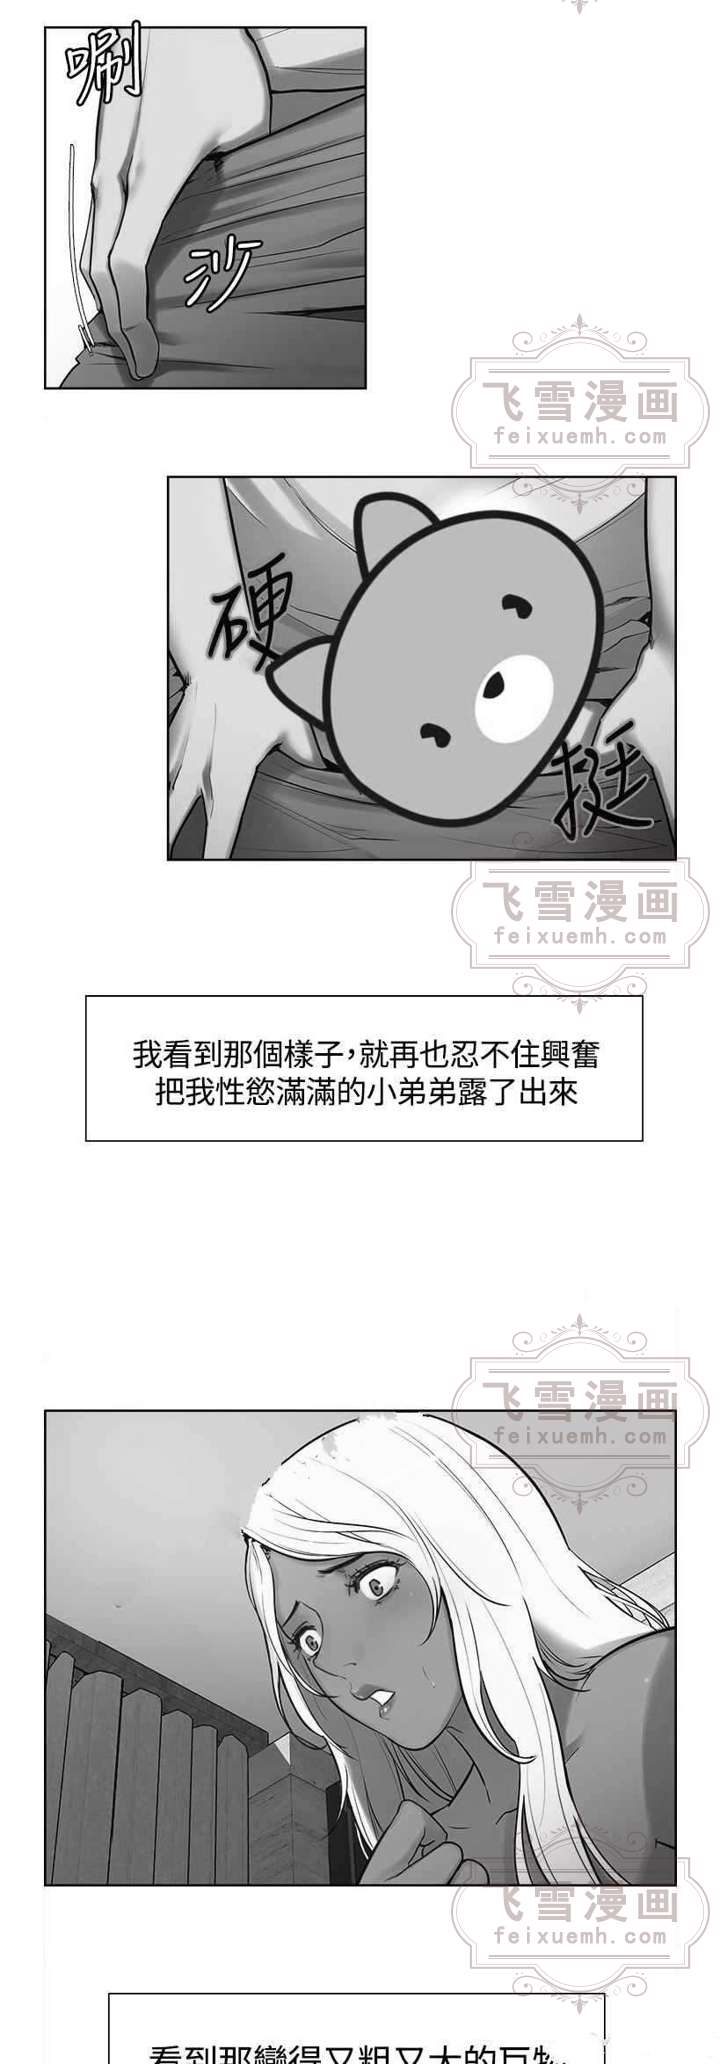 唰
沙
飞雪漫画
feixuemh.com
硬
挺
飞雪漫画
feixuemh.com
我看到那個樣子,就再也忍不住興奮
把我性慾滿滿的小弟弟露了出來
飞雪漫画
feixuemh.com
飞雪漫画
feixuemh.com
看到那變得又粗又大的巨物